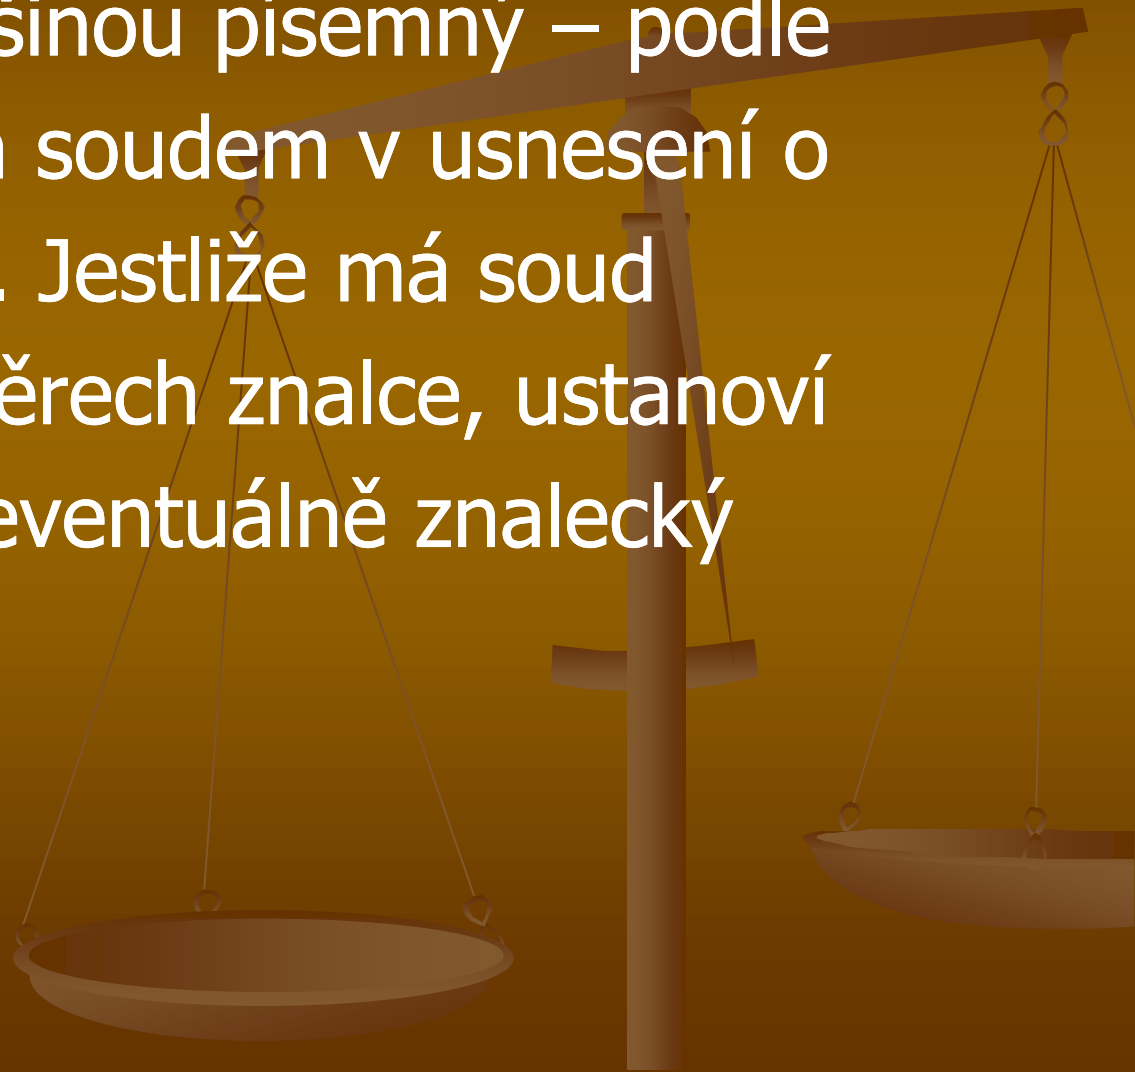 šinou písemný – podle
soudem v usnesení o
. Jestliže má soud
ěrech znalce, ustanoví
eventuálně znalecký